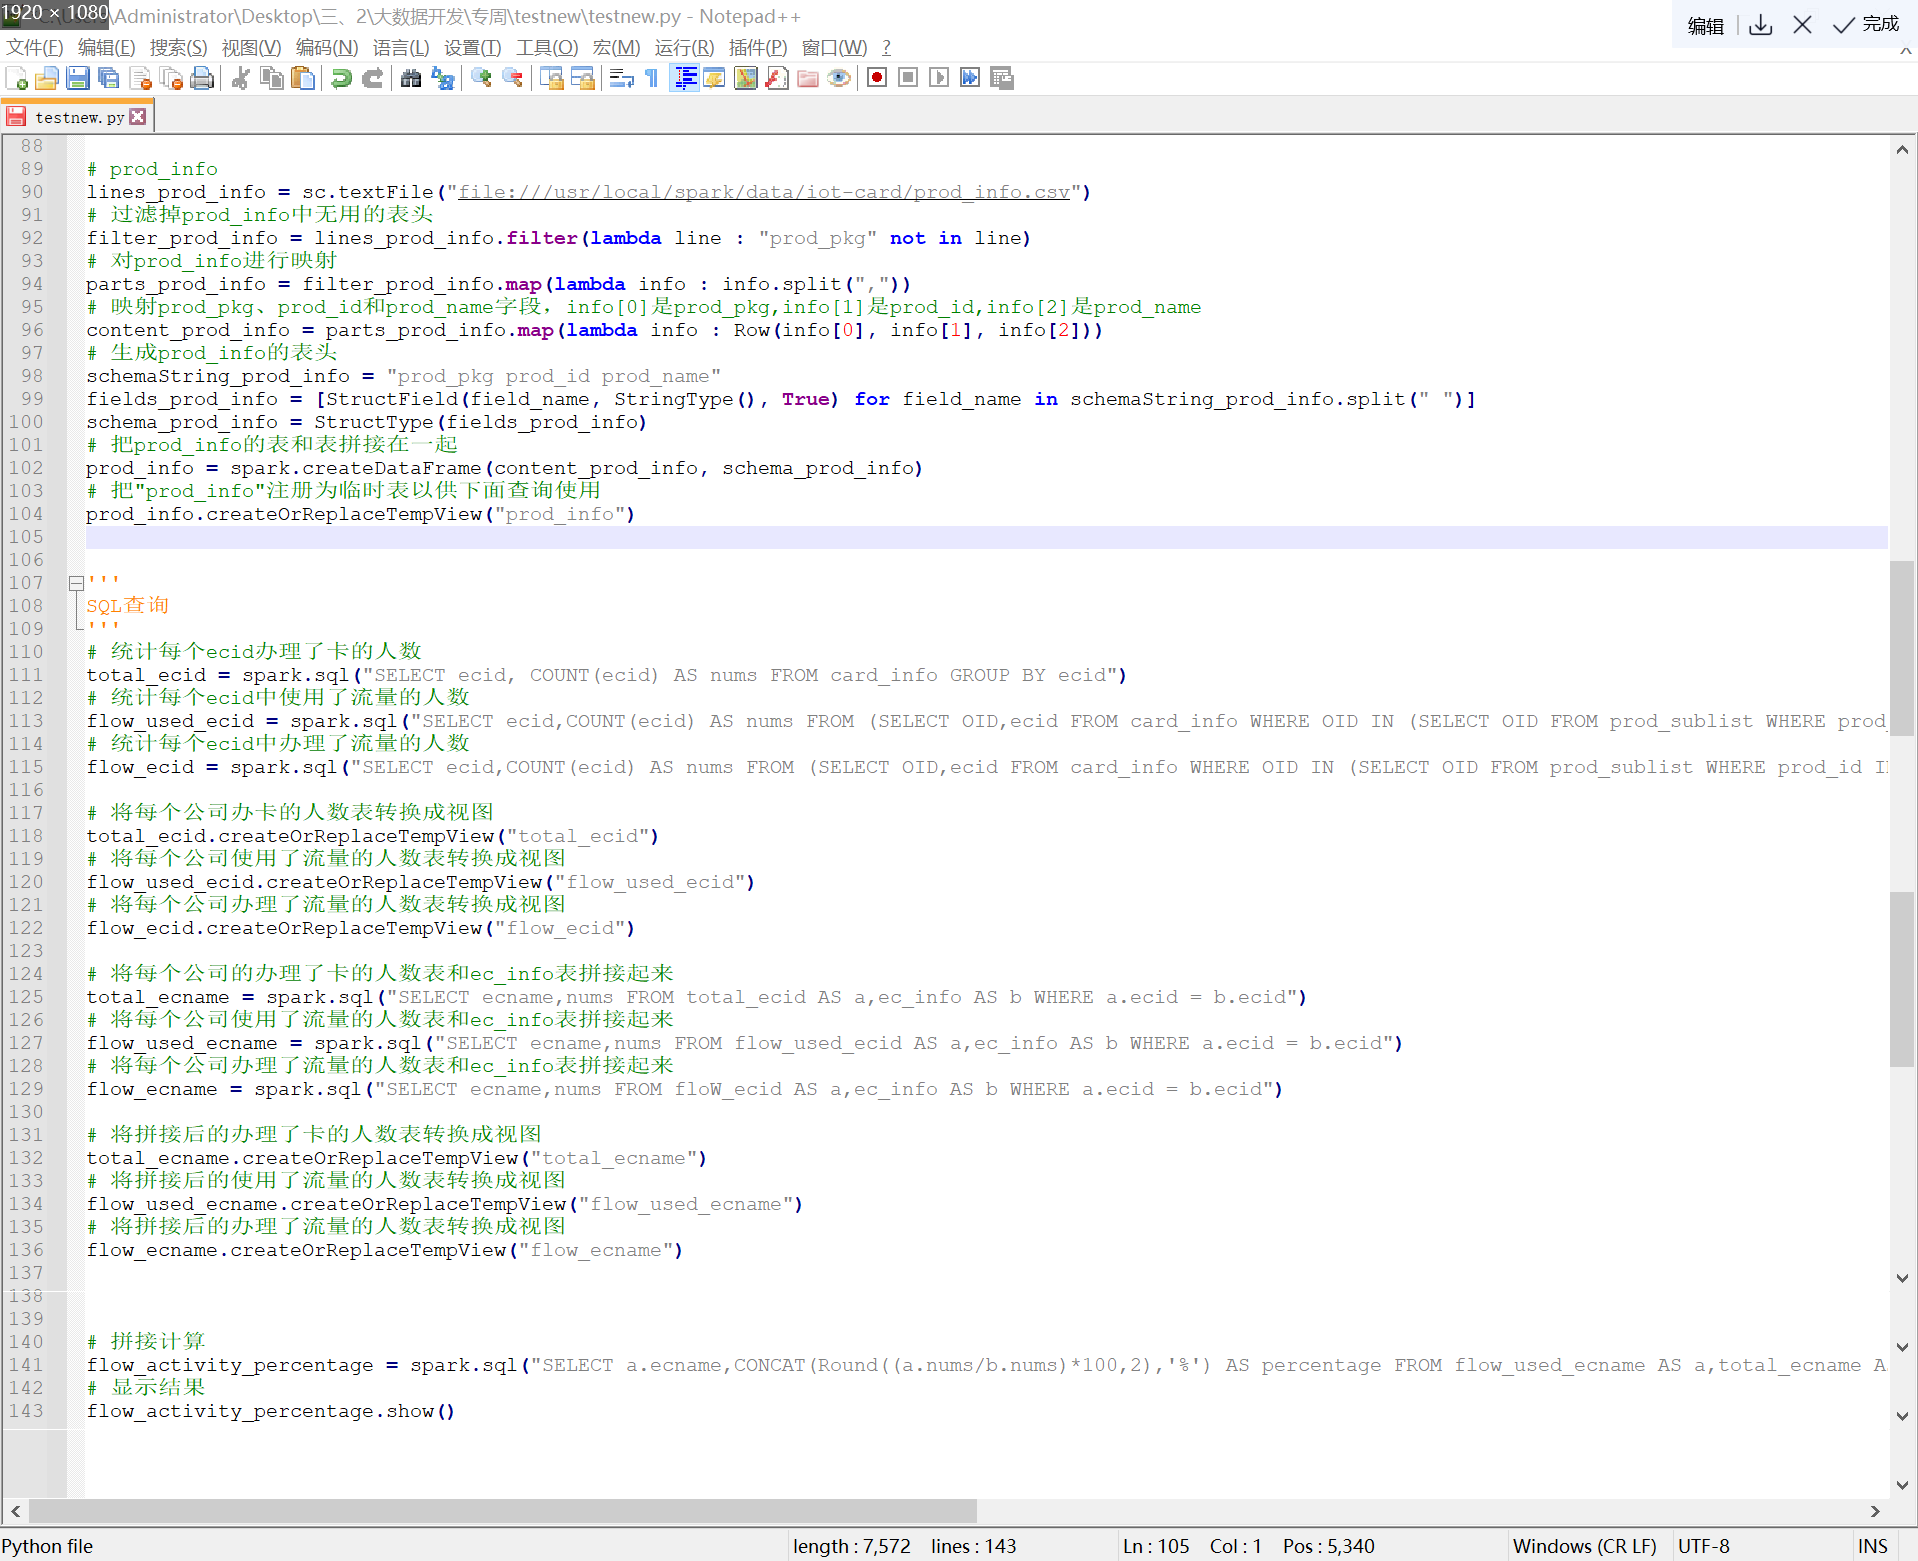 1920 × 1080
C:\Users\Administrator\Desktop\三、2\大数据开发\专周\testnew\testnew.py - Notepad++
编辑 完成
文件(F) 编辑(E) 搜索(S) 视图(V) 编码(N) 语言(L) 设置(T) 工具(O) 宏(M) 运行(R) 插件(P) 窗口(W) ?
testnew.py
88
89 # prod_info
90 lines_prod_info = sc.textFile("file:///usr/local/spark/data/iot-card/prod_info.csv")
91 # 过滤掉prod_info中无用的表头
92 filter_prod_info = lines_prod_info.filter(lambda line : "prod_pkg" not in line)
93 # 对prod_info进行映射
94 parts_prod_info = filter_prod_info.map(lambda info : info.split(","))
95 # 映射prod_pkg、prod_id和prod_name字段，info[0]是prod_pkg,info[1]是prod_id,info[2]是prod_name
96 content_prod_info = parts_prod_info.map(lambda info : Row(info[0], info[1], info[2]))
97 # 生成prod_info的表头
98 schemaString_prod_info = "prod_pkg prod_id prod_name"
99 fields_prod_info = [StructField(field_name, StringType(), True) for field_name in schemaString_prod_info.split(" ")]
100 schema_prod_info = StructType(fields_prod_info)
101 # 把prod_info的表和表拼接在一起
102 prod_info = spark.createDataFrame(content_prod_info, schema_prod_info)
103 # 把"prod_info"注册为临时表以供下面查询使用
104 prod_info.createOrReplaceTempView("prod_info")
105
106
107 '''
108 SQL查询
109 '''
110 # 统计每个ecid办理了卡的人数
111 total_ecid = spark.sql("SELECT ecid, COUNT(ecid) AS nums FROM card_info GROUP BY ecid")
112 # 统计每个ecid中使用了流量的人数
113 flow_used_ecid = spark.sql("SELECT ecid,COUNT(ecid) AS nums FROM (SELECT OID,ecid FROM card_info WHERE OID IN (SELECT OID FROM prod_sublist WHERE prod_
114 # 统计每个ecid中办理了流量的人数
115 flow_ecid = spark.sql("SELECT ecid,COUNT(ecid) AS nums FROM (SELECT OID,ecid FROM card_info WHERE OID IN (SELECT OID FROM prod_sublist WHERE prod_id I
116
117 # 将每个公司办卡的人数表转换成视图
118 total_ecid.createOrReplaceTempView("total_ecid")
119 # 将每个公司使用了流量的人数表转换成视图
120 flow_used_ecid.createOrReplaceTempView("flow_used_ecid")
121 # 将每个公司办理了流量的人数表转换成视图
122 flow_ecid.createOrReplaceTempView("flow_ecid")
123
124 # 将每个公司的办理了卡的人数表和ec_info表拼接起来
125 total_ecname = spark.sql("SELECT ecname,nums FROM total_ecid AS a,ec_info AS b WHERE a.ecid = b.ecid")
126 # 将每个公司使用了流量的人数表和ec_info表拼接起来
127 flow_used_ecname = spark.sql("SELECT ecname,nums FROM flow_used_ecid AS a,ec_info AS b WHERE a.ecid = b.ecid")
128 # 将每个公司办理了流量的人数表和ec_info表拼接起来
129 flow_ecname = spark.sql("SELECT ecname,nums FROM floW_ecid AS a,ec_info AS b WHERE a.ecid = b.ecid")
130
131 # 将拼接后的办理了卡的人数表转换成视图
132 total_ecname.createOrReplaceTempView("total_ecname")
133 # 将拼接后的使用了流量的人数表转换成视图
134 flow_used_ecname.createOrReplaceTempView("flow_used_ecname")
135 # 将拼接后的办理了流量的人数表转换成视图
136 flow_ecname.createOrReplaceTempView("flow_ecname")
137
138
139
140 # 拼接计算
141 flow_activity_percentage = spark.sql("SELECT a.ecname,CONCAT(Round((a.nums/b.nums)*100,2),'%') AS percentage FROM flow_used_ecname AS a,total_ecname A
142 # 显示结果
143 flow_activity_percentage.show()
Python file length : 7,572 lines : 143 Ln : 105 Col : 1 Pos : 5,340 Windows (CR LF) UTF-8 INS